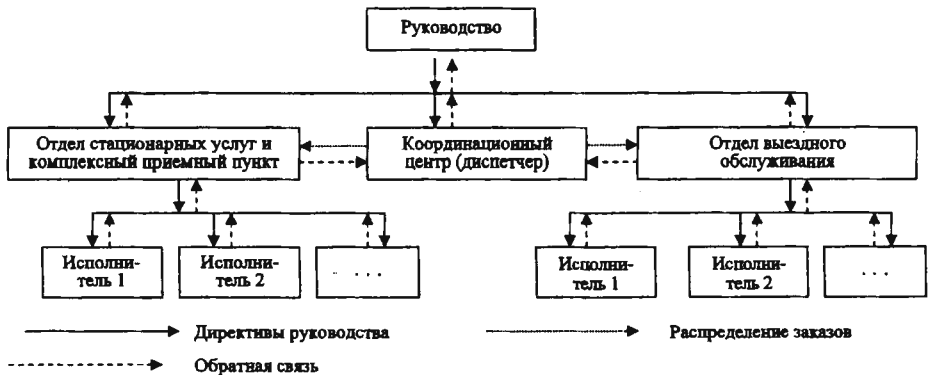 Руководство
Отдел стационарных услуг и
комплексный приемный пункт
Координационный
центр (диспетчер)
Отдел выездного
обслуживания
Исполни-
тель 1
Исполни-
тель 2
. . .
Исполни-
тель 1
Исполни-
тель 2
. . .
Директивы руководства
Распределение заказов
Обратная связь